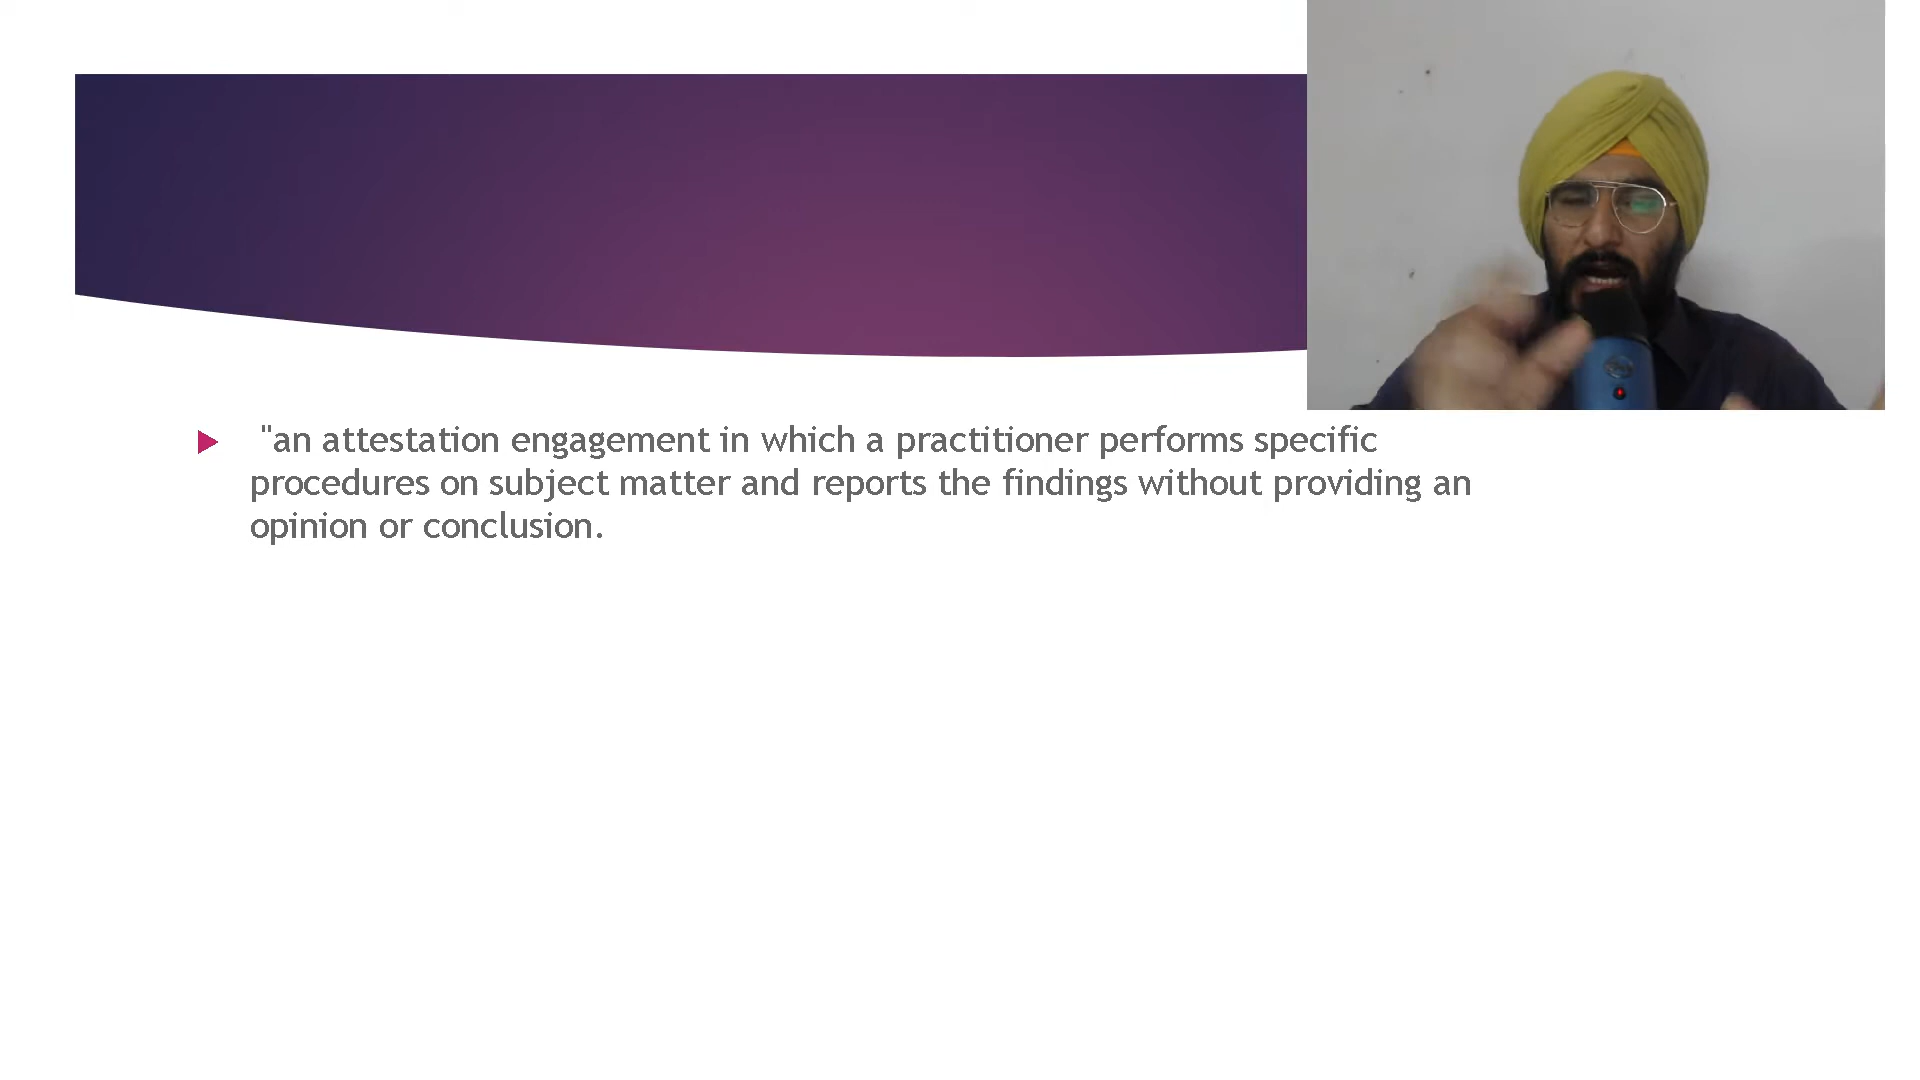 "an attestation engagement in which a practitioner performs specific
procedures on subject matter and reports the findings without providing an
opinion or conclusion.